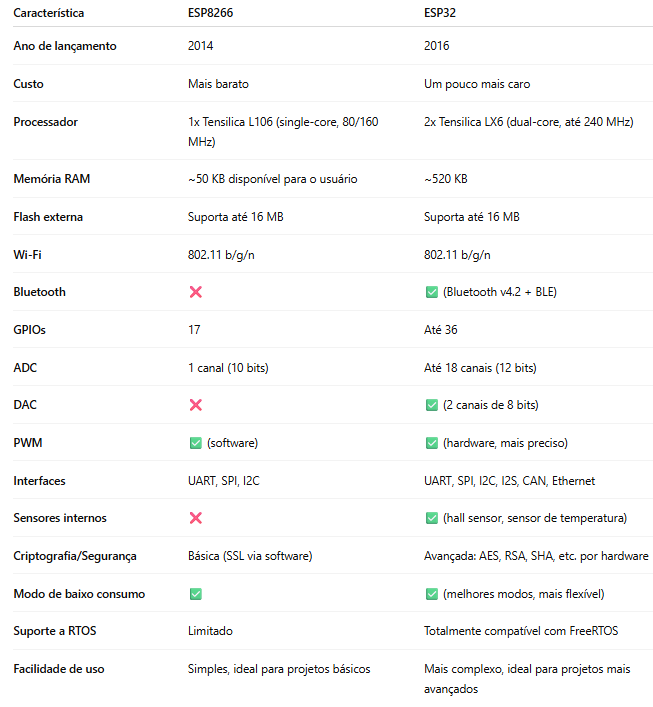 Característica ESP8266 ESP32
Ano de lançamento 2014 2016
Custo Mais barato Um pouco mais caro
Processador 1x Tensilica L106 (single-core, 80/160 MHz) 2x Tensilica LX6 (dual-core, até 240 MHz)
Memória RAM ~50 KB disponível para o usuário ~520 KB
Flash externa Suporta até 16 MB Suporta até 16 MB
Wi-Fi 802.11 b/g/n 802.11 b/g/n
Bluetooth ❌ ✅ (Bluetooth v4.2 + BLE)
GPIOs 17 Até 36
ADC 1 canal (10 bits) Até 18 canais (12 bits)
DAC ❌ ✅ (2 canais de 8 bits)
PWM ✅ (software) ✅ (hardware, mais preciso)
Interfaces UART, SPI, I2C UART, SPI, I2C, I2S, CAN, Ethernet
Sensores internos ❌ ✅ (hall sensor, sensor de temperatura)
Criptografia/Segurança Básica (SSL via software) Avançada: AES, RSA, SHA, etc. por hardware
Modo de baixo consumo ✅ ✅ (melhores modos, mais flexível)
Suporte a RTOS Limitado Totalmente compatível com FreeRTOS
Facilidade de uso Simples, ideal para projetos básicos Mais complexo, ideal para projetos mais avançados